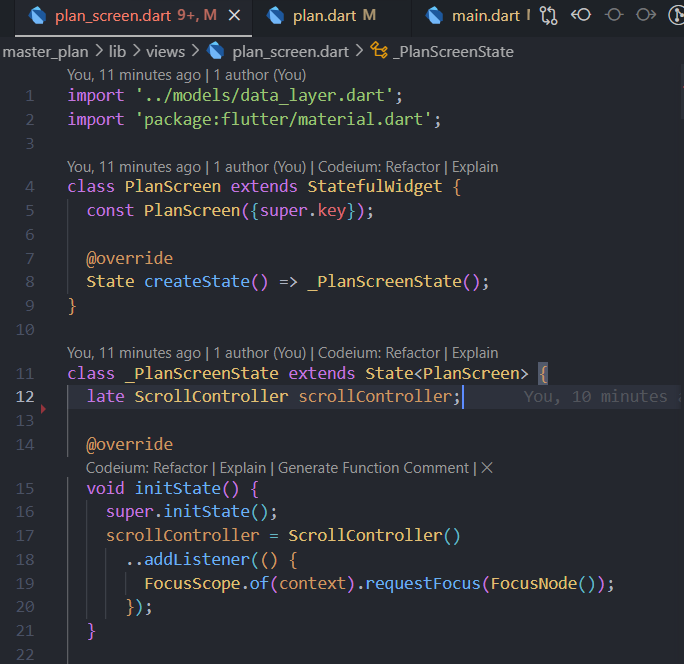 plan_screen.dart 9+, M × plan.dart M main.dart
master_plan > lib > views > plan_screen.dart > _PlanScreenState
You, 11 minutes ago | 1 author (You)
1 import '../models/data_layer.dart';
2 import 'package:flutter/material.dart';
3
You, 11 minutes ago | 1 author (You) | Codeium: Refactor | Explain
4 class PlanScreen extends StatefulWidget {
5 const PlanScreen({super.key});
6
7 @override
8 State createState() => _PlanScreenState();
9 }
10
You, 11 minutes ago | 1 author (You) | Codeium: Refactor | Explain
11 class _PlanScreenState extends State<PlanScreen> {
12 late ScrollController scrollController; You, 10 minutes
13
14 @override
Codeium: Refactor | Explain | Generate Function Comment | ×
15 void initState() {
16 super.initState();
17 scrollController = ScrollController()
18 ..addListener(() {
19 FocusScope.of(context).requestFocus(FocusNode());
20 });
21 }
22